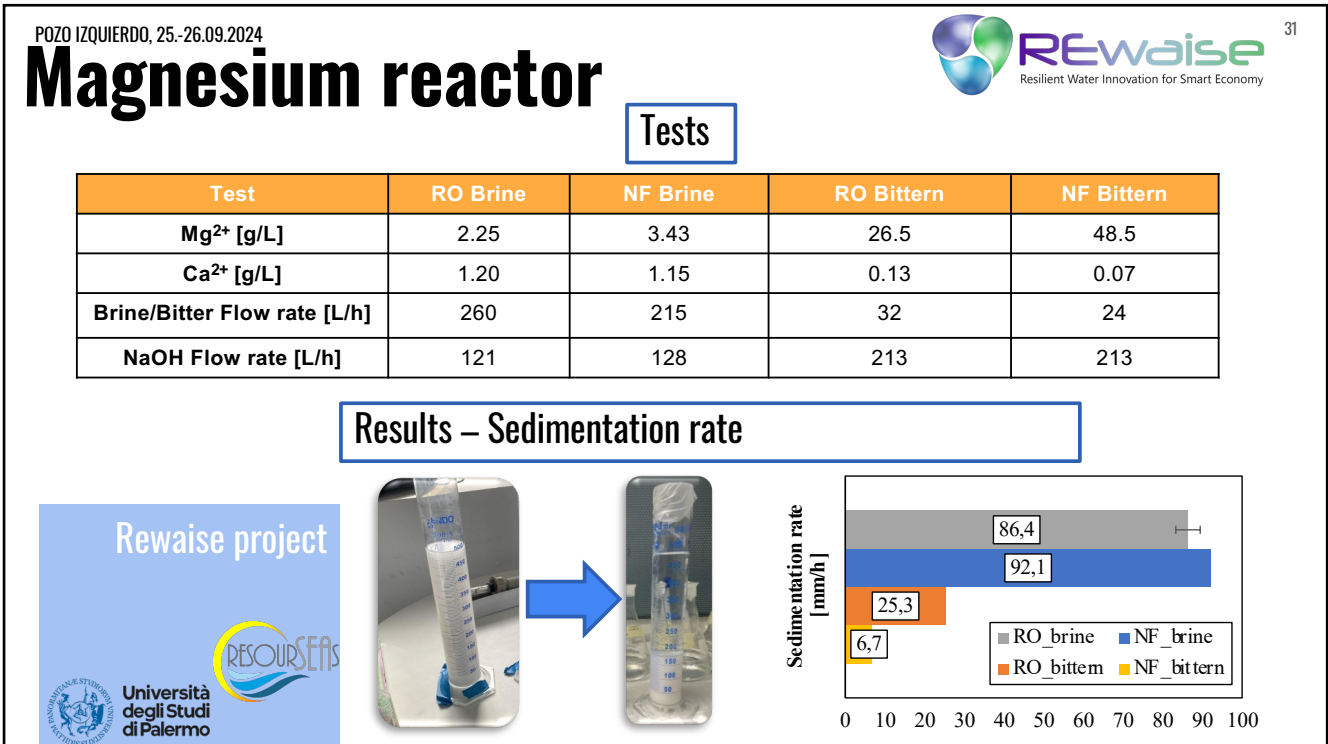 POZO IZQUIERDO, 25.-26.09.2024
Magnesium reactor
REwaise
Resilient Water Innovation for Smart Economy
31
Tests
Test RO Brine NF Brine RO Bittern NF Bittern
Mg2+ [g/L] 2.25 3.43 26.5 48.5
Ca2+ [g/L] 1.20 1.15 0.13 0.07
Brine/Bitter Flow rate [L/h] 260 215 32 24
NaOH Flow rate [L/h] 121 128 213 213
Results – Sedimentation rate
Rewaise project
RESOURSEAS
Università
degli Studi
di Palermo
Sedimentation rate
[mm/h]
86,4
92,1
25,3
6,7
RO_brine NF_brine
RO_bittern NF_bittern
0 10 20 30 40 50 60 70 80 90 100